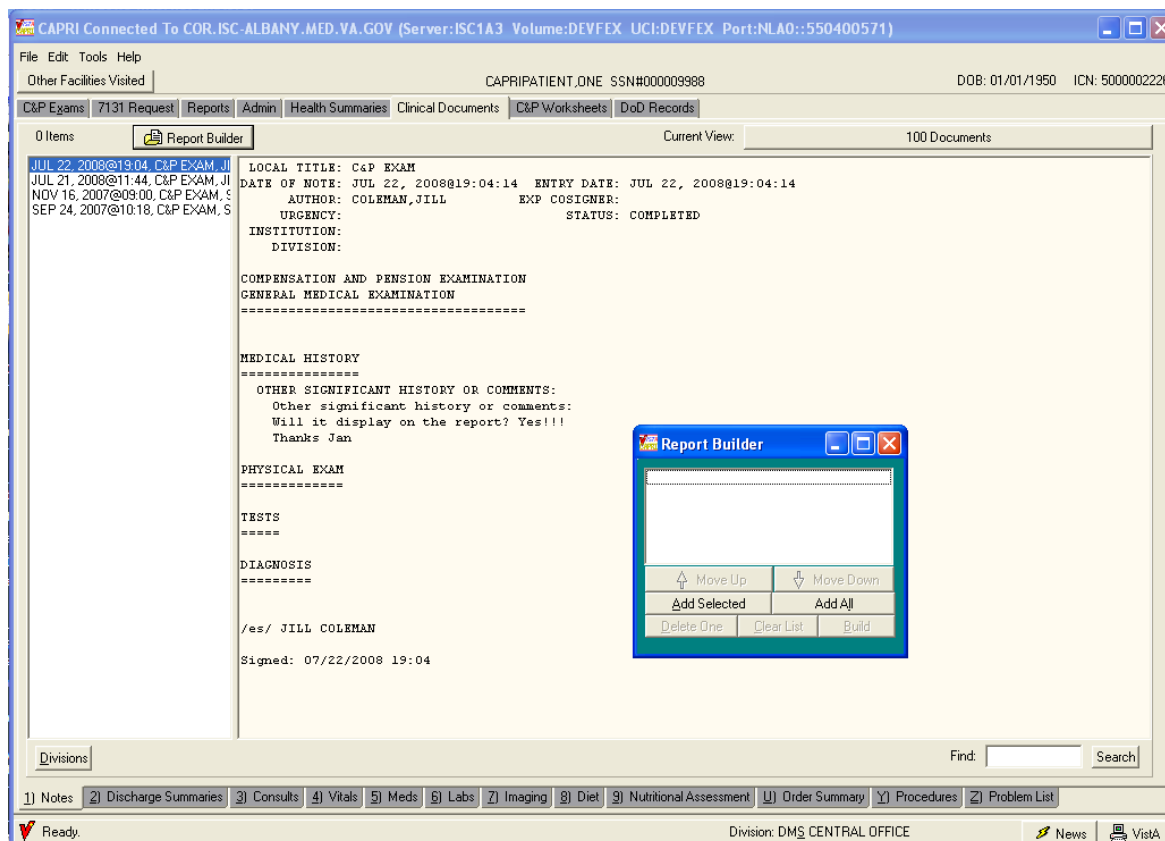 CAPRI Connected To COR.ISC-ALBANY.MED.VA.GOV (Server:ISC1A3 Volume:DEVFEX UCI:DEVFEX Port:NLA0::550400571)
File Edit Tools Help
Other Facilities Visited CAPRIPATIENT,ONE SSN#000009988 DOB: 01/01/1950 ICN: 5000002226
C&P Exams 7131 Request Reports Admin Health Summaries Clinical Documents C&P Worksheets DoD Records
0 Items Report Builder Current View: 100 Documents
JUL 22, 2008@19:04, C&P EXAM, JI
JUL 21, 2008@11:44, C&P EXAM, JI
NOV 16, 2007@09:00, C&P EXAM, S
SEP 24, 2007@10:18, C&P EXAM, S
LOCAL TITLE: C&P EXAM
DATE OF NOTE: JUL 22, 2008@19:04:14 ENTRY DATE: JUL 22, 2008@19:04:14
AUTHOR: COLEMAN,JILL EXP COSIGNER:
URGENCY: STATUS: COMPLETED
INSTITUTION:
DIVISION:
COMPENSATION AND PENSION EXAMINATION
GENERAL MEDICAL EXAMINATION
====================================
MEDICAL HISTORY
===============
OTHER SIGNIFICANT HISTORY OR COMMENTS:
Other significant history or comments:
Will it display on the report? Yes!!!
Thanks Jan
PHYSICAL EXAM
=============
TESTS
=====
DIAGNOSIS
=========
/es/ JILL COLEMAN
Signed: 07/22/2008 19:04
Report Builder
Move Up Move Down
Add Selected Add All
Delete One Clear List Build
Divisions Find: Search
1) Notes 2) Discharge Summaries 3) Consults 4) Vitals 5) Meds 6) Labs 7) Imaging 8) Diet 9) Nutritional Assessment U) Order Summary Y) Procedures Z) Problem List
Ready. Division: DMS CENTRAL OFFICE News VistA